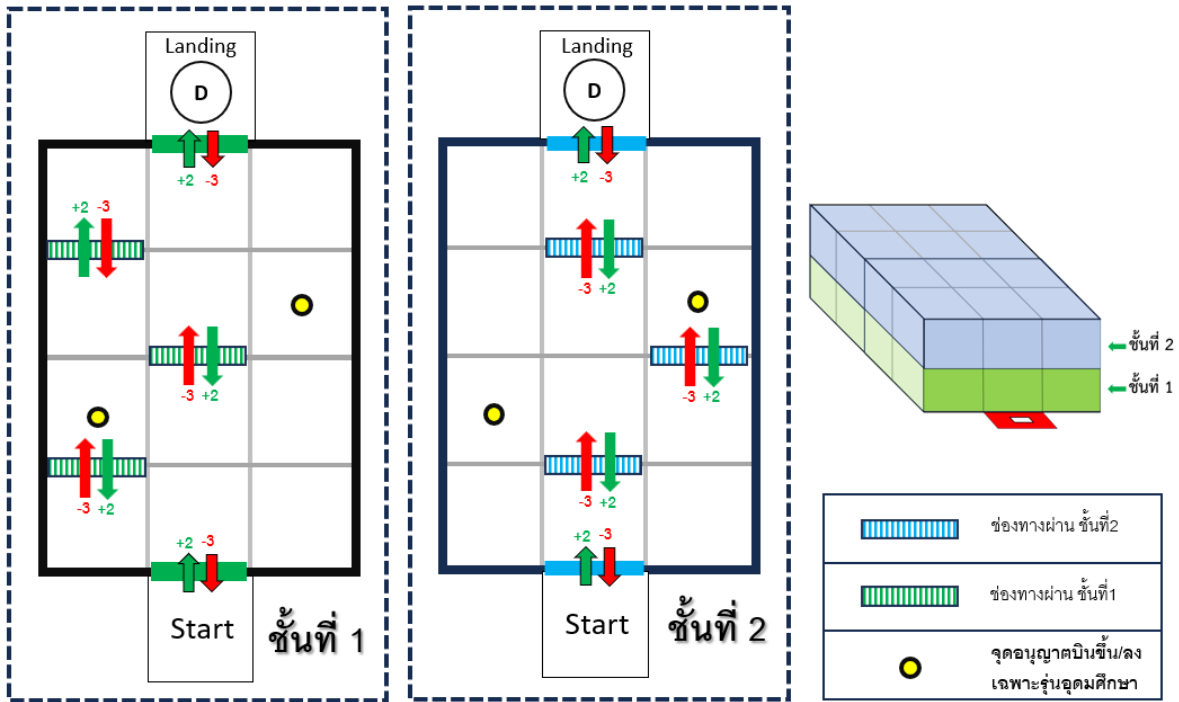 Landing
D
+2 -3
+2 -3
-3 +2
-3 +2
+2 -3
Start
ชั้นที่ 1
Landing
D
+2 -3
-3 +2
-3 +2
-3 +2
+2 -3
Start
ชั้นที่ 2
ชั้นที่ 2
ชั้นที่ 1
ช่องทางผ่าน ชั้นที่2
ช่องทางผ่าน ชั้นที่1
จุดอนุญาตบินขึ้น/ลง
เฉพาะรุ่นอุดมศึกษา